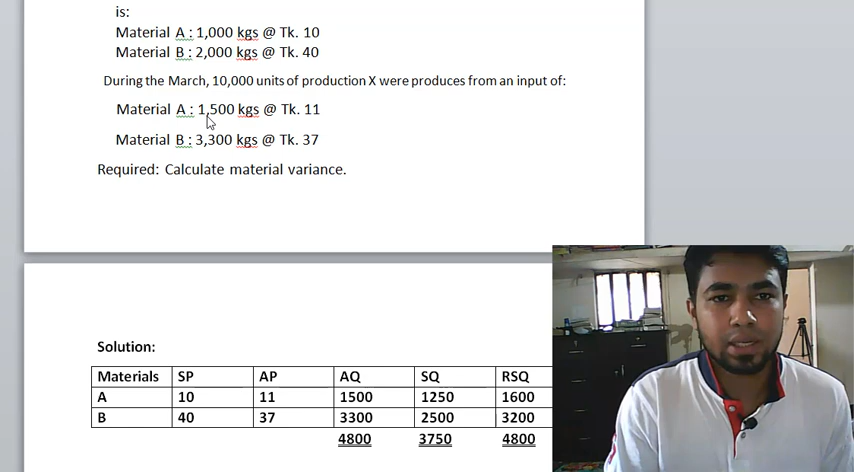 is:
Material A : 1,000 kgs @ Tk. 10
Material B : 2,000 kgs @ Tk. 40
During the March, 10,000 units of production X were produces from an input of:
Material A : 1,500 kgs @ Tk. 11
Material B : 3,300 kgs @ Tk. 37
Required: Calculate material variance.
Solution:
Materials SP AP AQ SQ RSQ
A 10 11 1500 1250 1600
B 40 37 3300 2500 3200
4800 3750 4800